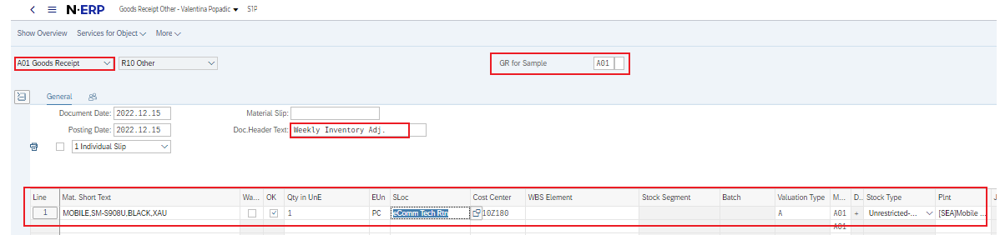 N·ERP Goods Receipt Other - Valentina Popadic S1P
Show Overview Services for Object More
A01 Goods Receipt R10 Other GR for Sample A01
General
Document Date: 2022.12.15 Material Slip:
Posting Date: 2022.12.15 Doc.Header Text: Weekly Inventory Adj.
1 Individual Slip
Line Mat. Short Text Wa... OK Qty in UnE EUn SLoc Cost Center WBS Element Stock Segment Batch Valuation Type M... D.. Stock Type Plnt
1 MOBILE,SM-S908U,BLACK,XAU 1 PC eComm Tech Rtn 10Z180 A A01 + Unrestricted-... [SEA]Mobile ...
A01